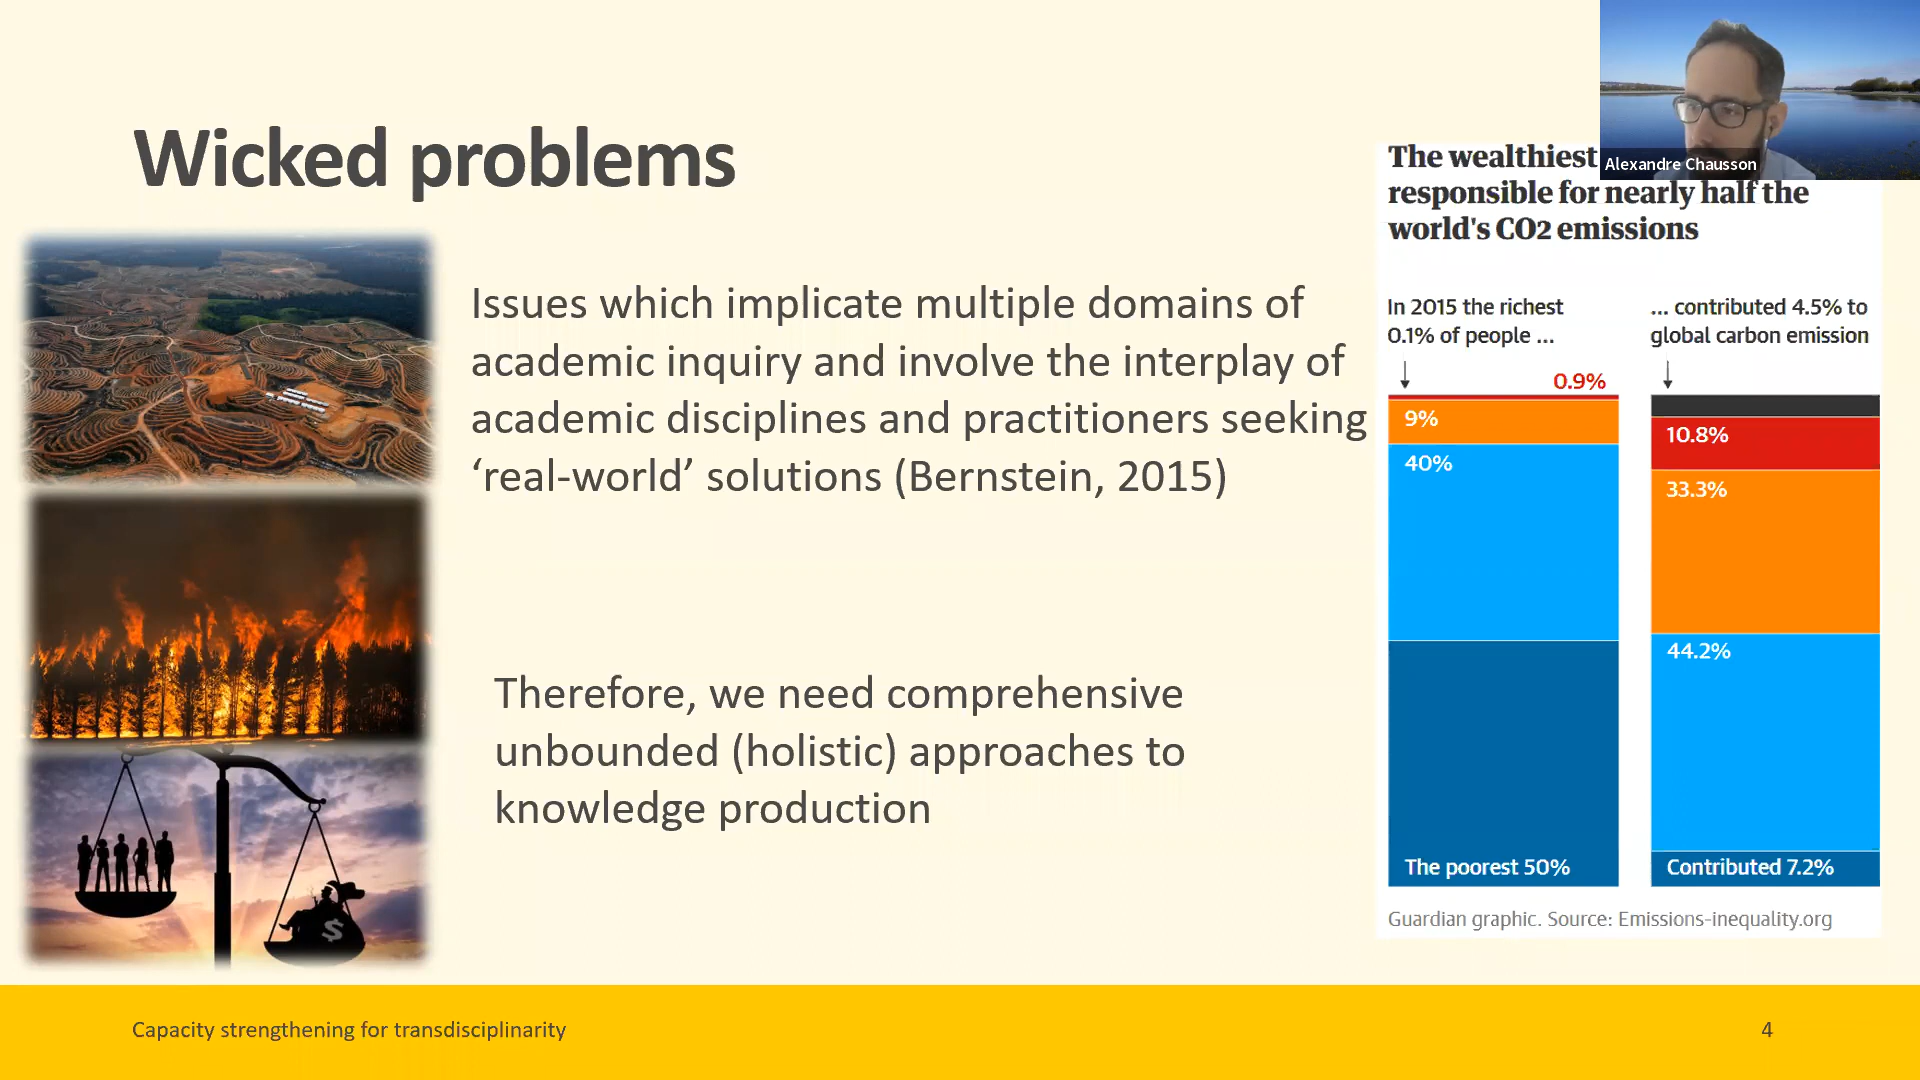 Wicked problems
Issues which implicate multiple domains of
academic inquiry and involve the interplay of
academic disciplines and practitioners seeking
‘real-world’ solutions (Bernstein, 2015)
Therefore, we need comprehensive
unbounded (holistic) approaches to
knowledge production
Alexandre Chausson
The wealthiest
responsible for nearly half the
world's CO2 emissions
In 2015 the richest
0.1% of people ...
0.9%
9%
40%
The poorest 50%
... contributed 4.5% to
global carbon emission
10.8%
33.3%
44.2%
Contributed 7.2%
Guardian graphic. Source: Emissions-inequality.org
$
Capacity strengthening for transdisciplinarity
4